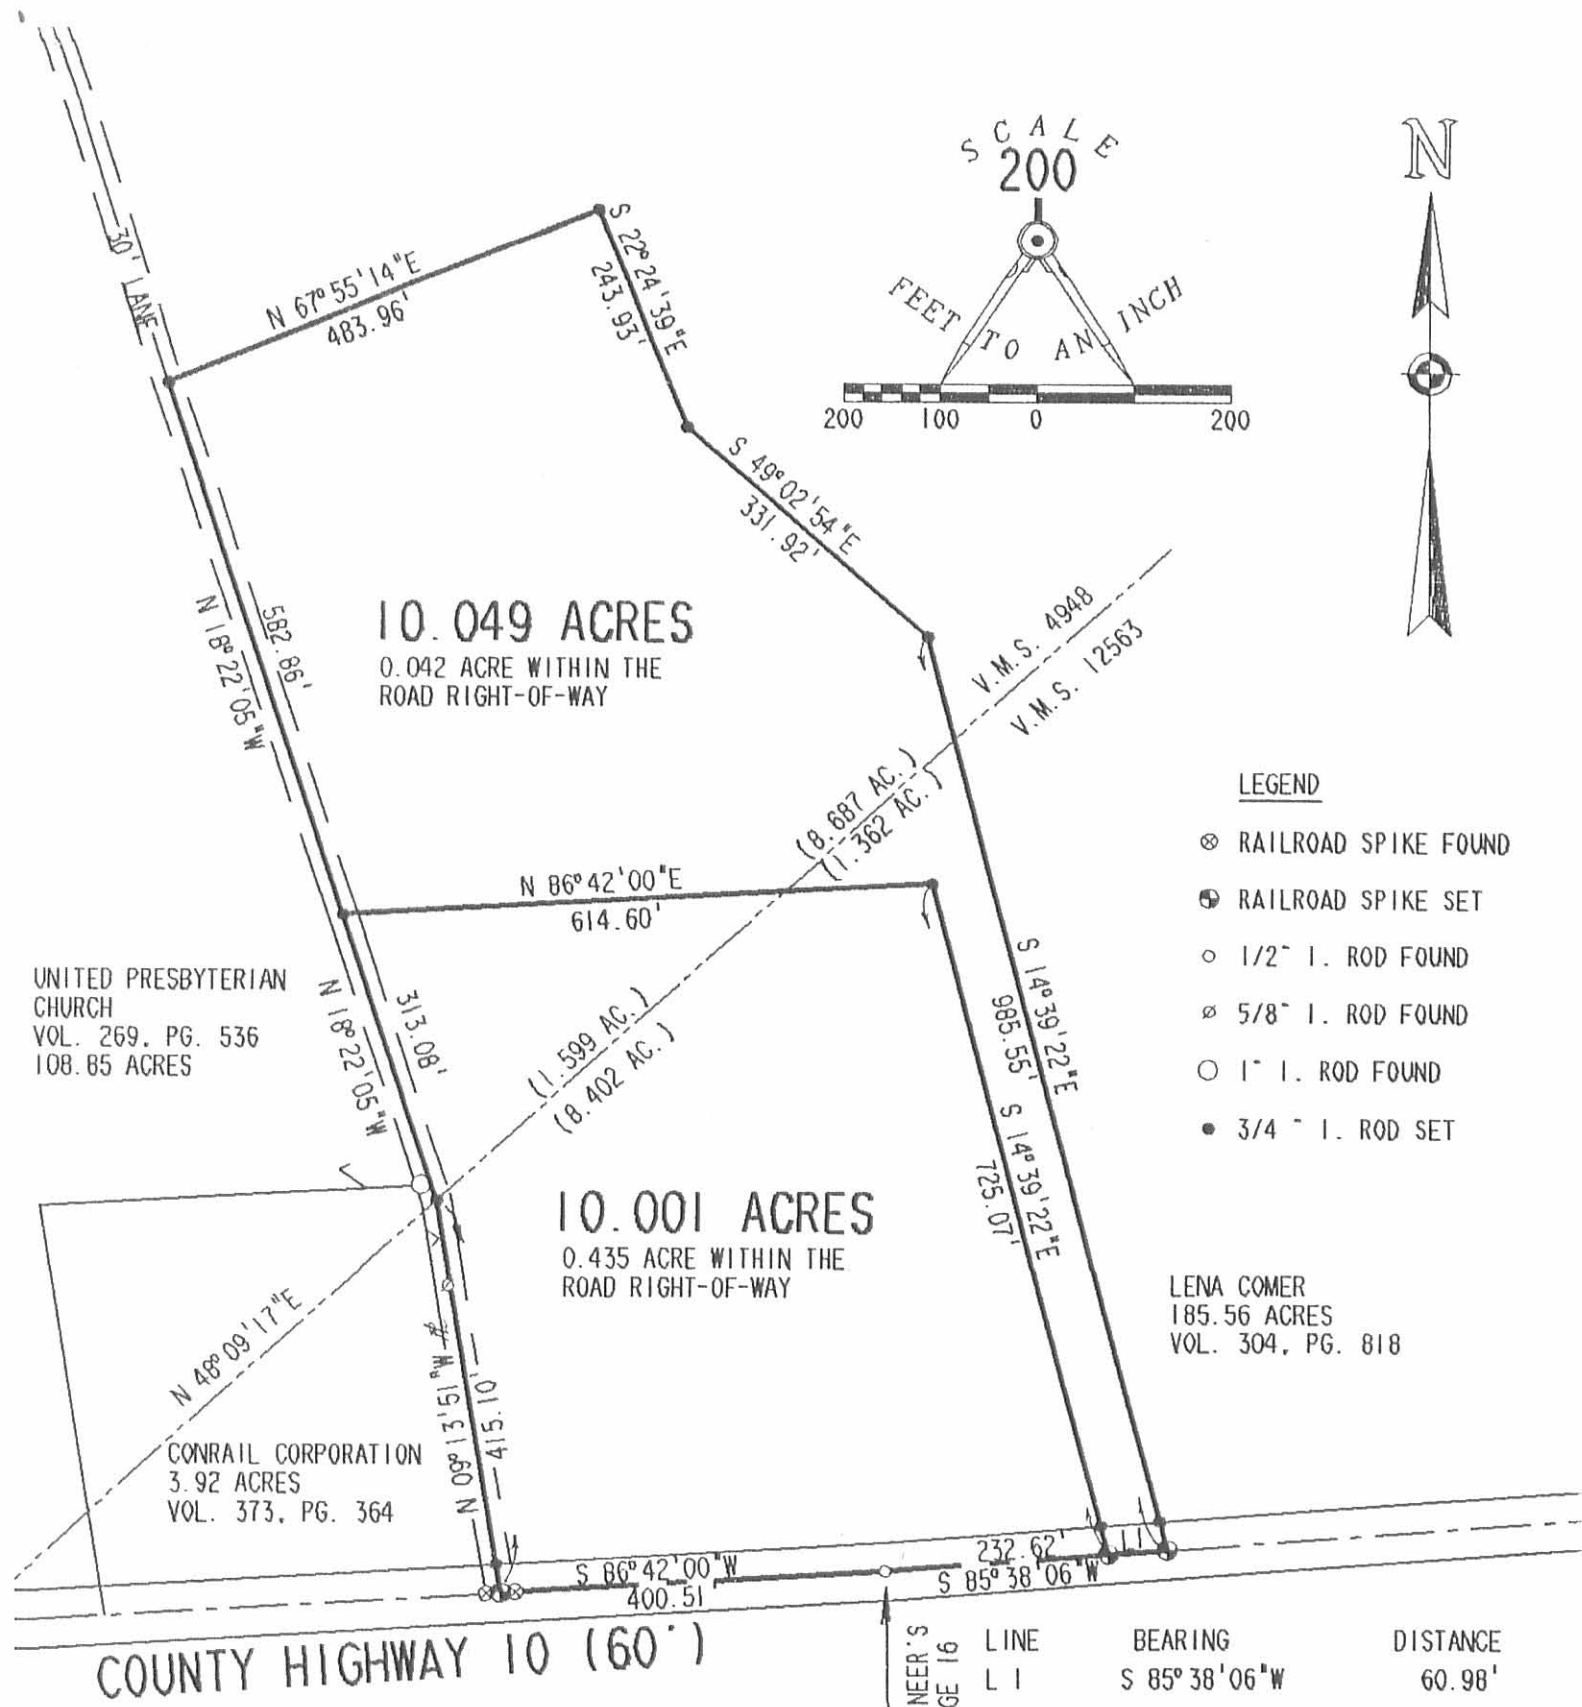 SCALE
200
FEET TO AN INCH
200 100 0 200
N
30' LANE
N 67°55'14"E
483.96'
S 22°24'39"E
243.93'
S 49°02'54"E
331.92'
582.86'
N 18°22'05"W
10.049 ACRES
0.042 ACRE WITHIN THE
ROAD RIGHT-OF-WAY
V.M.S. 4948
V.M.S. 12563
(8.687 AC.)
(1.362 AC.)
LEGEND
RAILROAD SPIKE FOUND
RAILROAD SPIKE SET
1/2" I. ROD FOUND
5/8" I. ROD FOUND
1" I. ROD FOUND
3/4 " I. ROD SET
N 86°42'00"E
614.60'
UNITED PRESBYTERIAN
CHURCH
VOL. 269, PG. 536
108.85 ACRES
313.08'
N 18°22'05"W
(1.599 AC.)
(8.402 AC.)
S 14°39'22"E
985.55'
S 14°39'22"E
725.07'
10.001 ACRES
0.435 ACRE WITHIN THE
ROAD RIGHT-OF-WAY
LENA COMER
185.56 ACRES
VOL. 304, PG. 818
N 48°09'17"E
N 09°13'51"W
415.10'
CONRAIL CORPORATION
3.92 ACRES
VOL. 373, PG. 364
S 86°42'00"W
400.51
232.62'
S 85°38'06"W
L1
COUNTY HIGHWAY 10 (60')
NEER'S
GE 16
LINE BEARING DISTANCE
L 1 S 85°38'06"W 60.98'